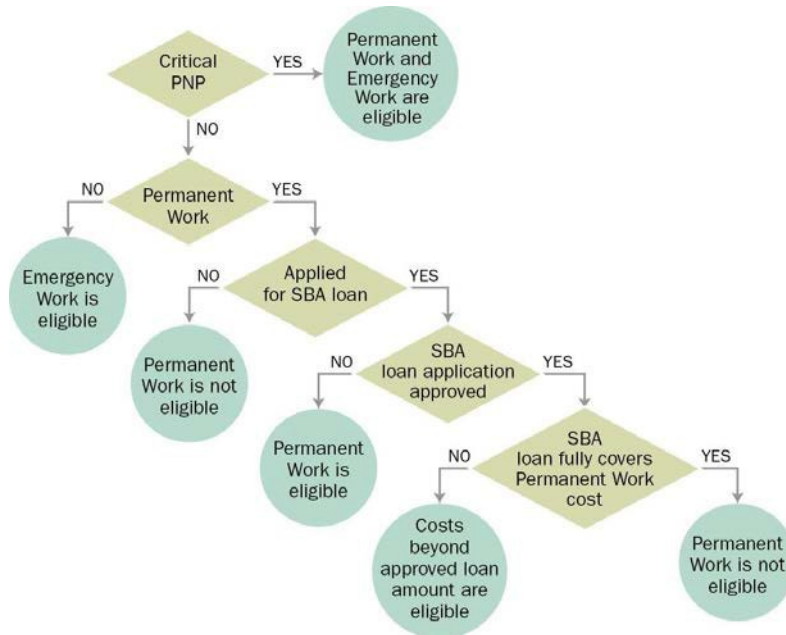 Critical
PNP
YES
Permanent
Work and
Emergency
Work are
eligible
NO
NO
Permanent
Work
YES
Emergency
Work is
eligible
NO
Applied
for SBA loan
YES
Permanent
Work is not
eligible
NO
SBA
loan application
approved
YES
Permanent
Work is
eligible
NO
SBA
loan fully covers
Permanent Work
cost
YES
Costs
beyond
approved loan
amount are
eligible
Permanent
Work is not
eligible